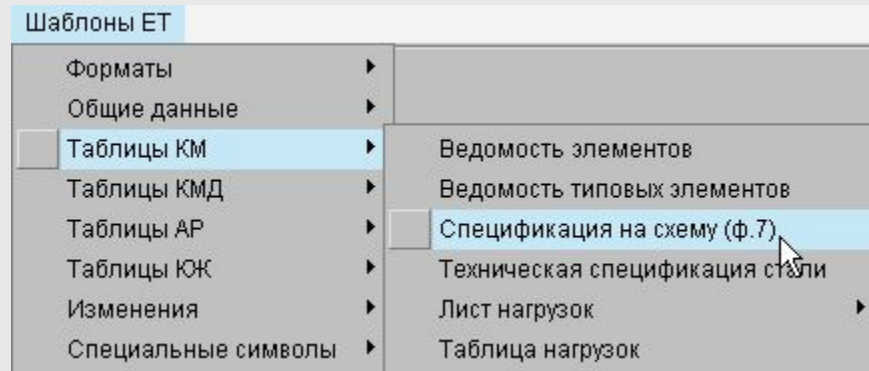 Шаблоны ЕТ
Форматы
Общие данные
Таблицы КМ
Таблицы КМД
Таблицы АР
Таблицы ЮК
Изменения
Специальные символы
Ведомость элементов
Ведомость типовых элементов
Спецификация на схему (ф.7)
Техническая спецификация стали
Лист нагрузок
Таблица нагрузок